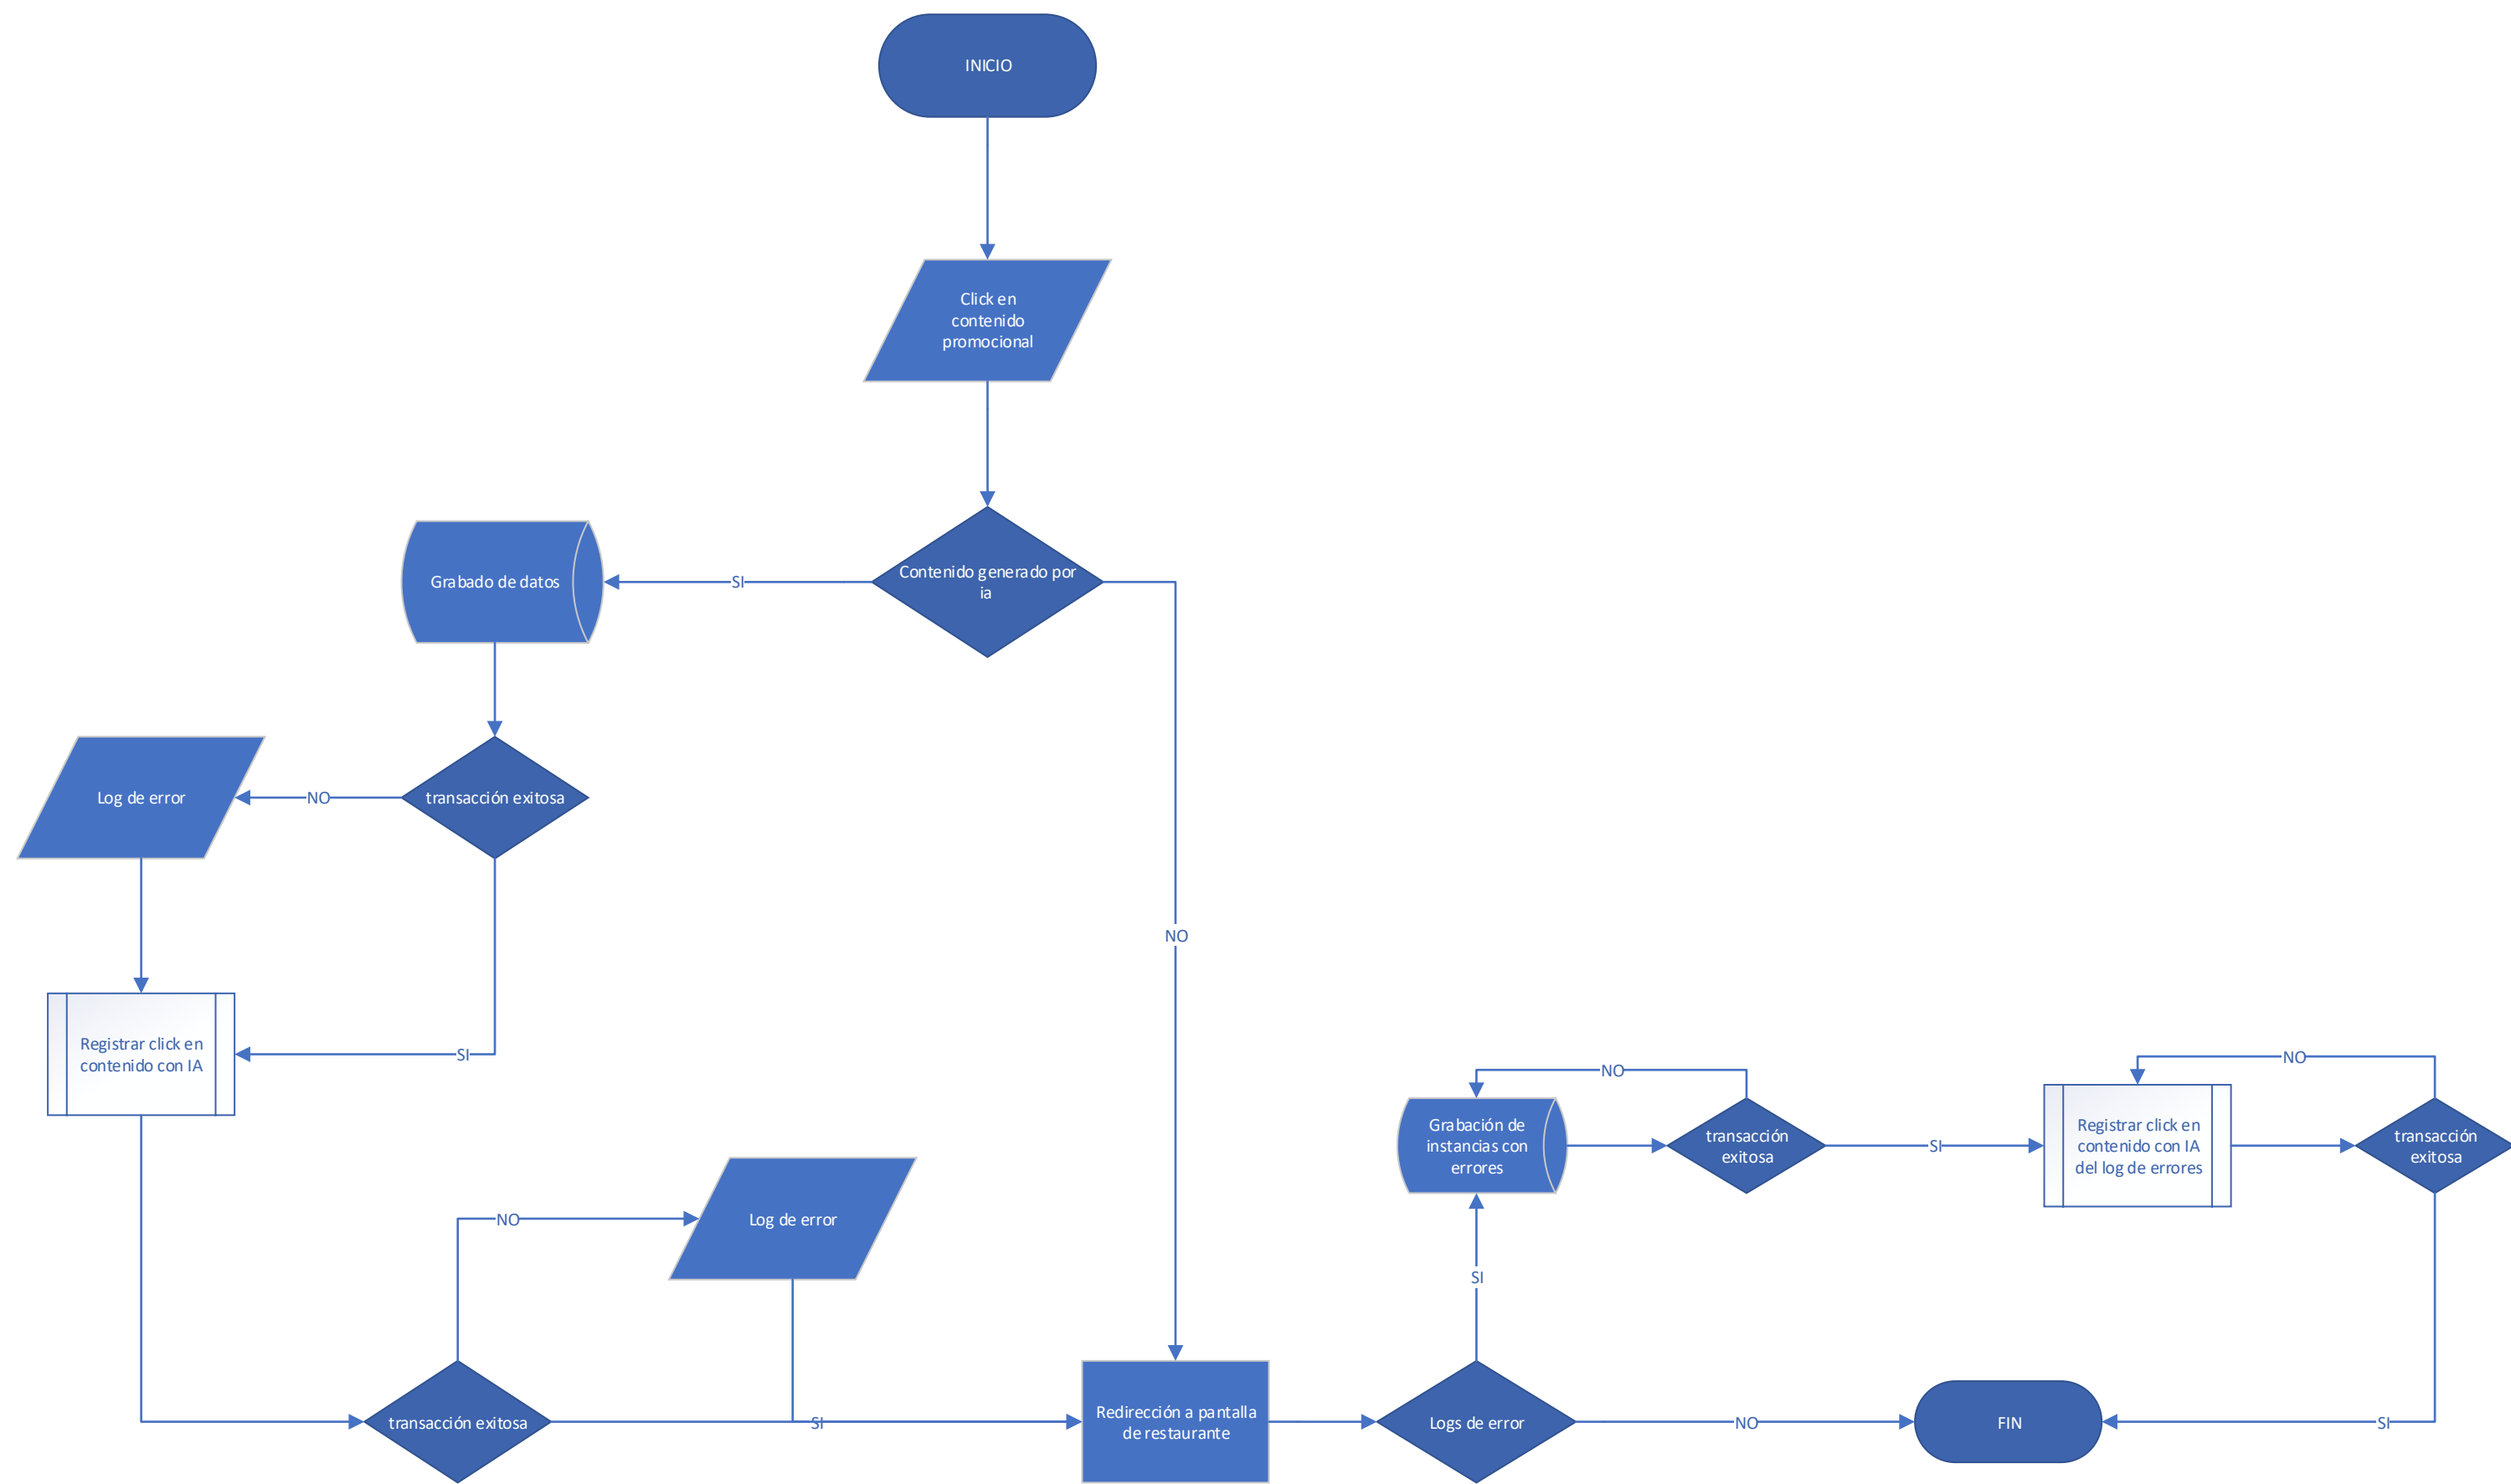 INICIO
Click en
contenido
promocional
Grabado de datos
SI
Contenido generado por
ia
Log de error
NO
transacción exitosa
NO
Registrar click en
contenido con IA
SI
NO
Grabación de
instancias con
errores
transacción
exitosa
SI
NO
Registrar click en
contenido con IA
del log de errores
transacción
exitosa
NO
Log de error
SI
transacción exitosa
SI
Redirección a pantalla
de restaurante
Logs de error
NO
FIN
SI